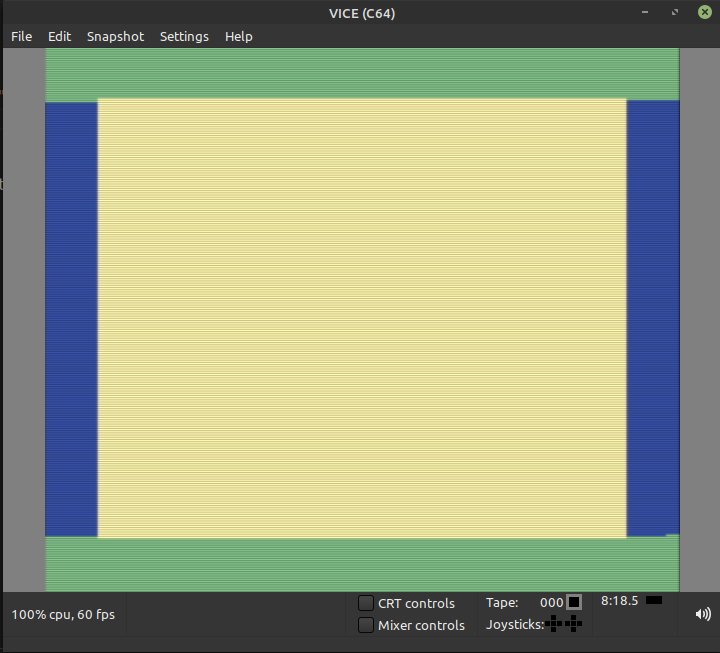 VICE (C64)
File Edit Snapshot Settings Help
100% cpu, 60 fps
CRT controls
Mixer controls
Tape: 000
Joysticks:
8:18.5